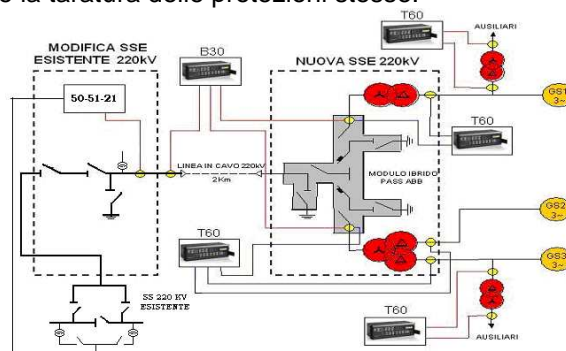 e la taratura delle protezioni stesse.
T60
AUSILIARI
MODIFICA SSE
ESISTENTE 220kV
B30
NUOVA SSE 220kV
50-51-21
GS1
3~
T60
LINEA IN CAVO 220kV
2Km
MODULO IBRIDO
PASS ABB
GS2
3~
T60
GS3
3~
SS 220 KV
ESISTENTE
T60
AUSILIARI